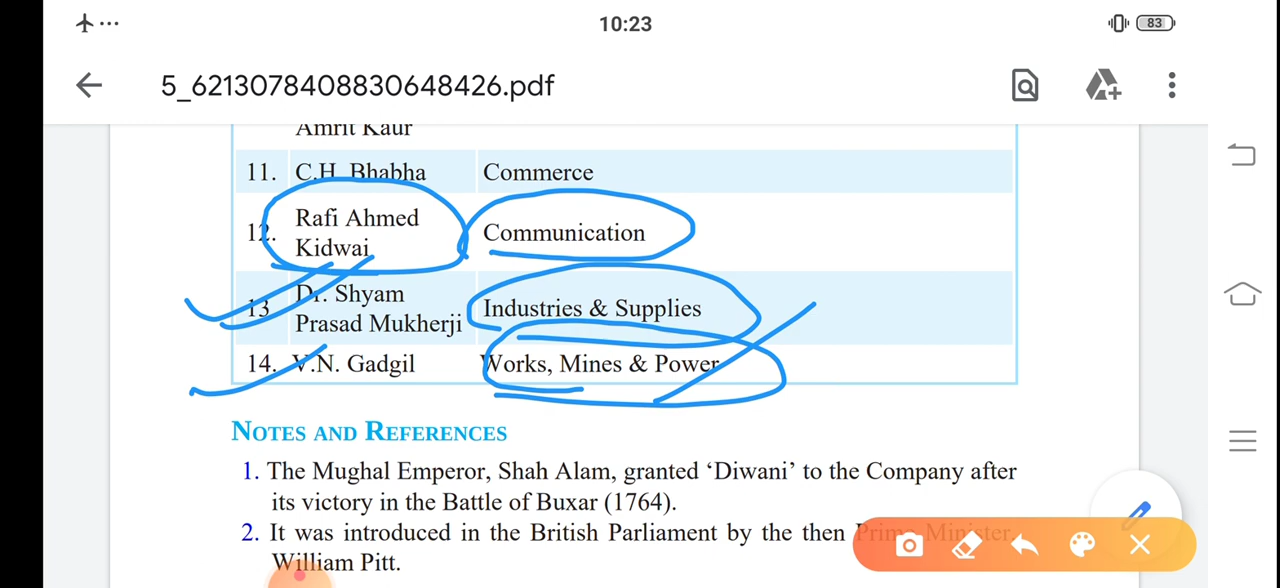 10:23
83
5_6213078408830648426.pdf
Amrit Kaur
11. C.H. Bhabha Commerce
12. Rafi Ahmed Kidwai Communication
13. Dr. Shyam Prasad Mukherji Industries & Supplies
14. V.N. Gadgil Works, Mines & Power
NOTES AND REFERENCES
1. The Mughal Emperor, Shah Alam, granted ‘Diwani’ to the Company after
its victory in the Battle of Buxar (1764).
2. It was introduced in the British Parliament by the then Prime Minister,
William Pitt.